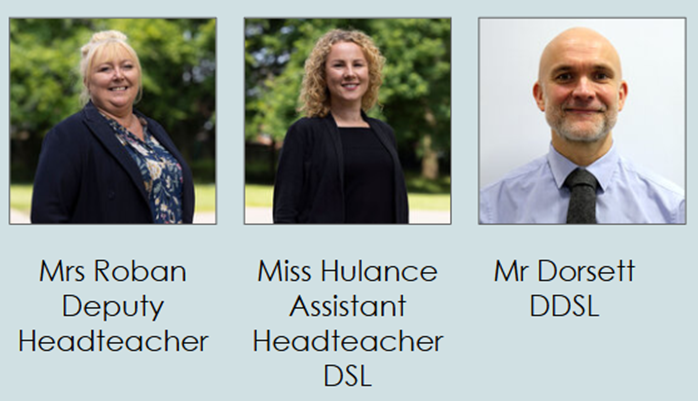 Mrs Roban
Deputy
Headteacher
Miss Hulance
Assistant
Headteacher
DSL
Mr Dorsett
DDSL